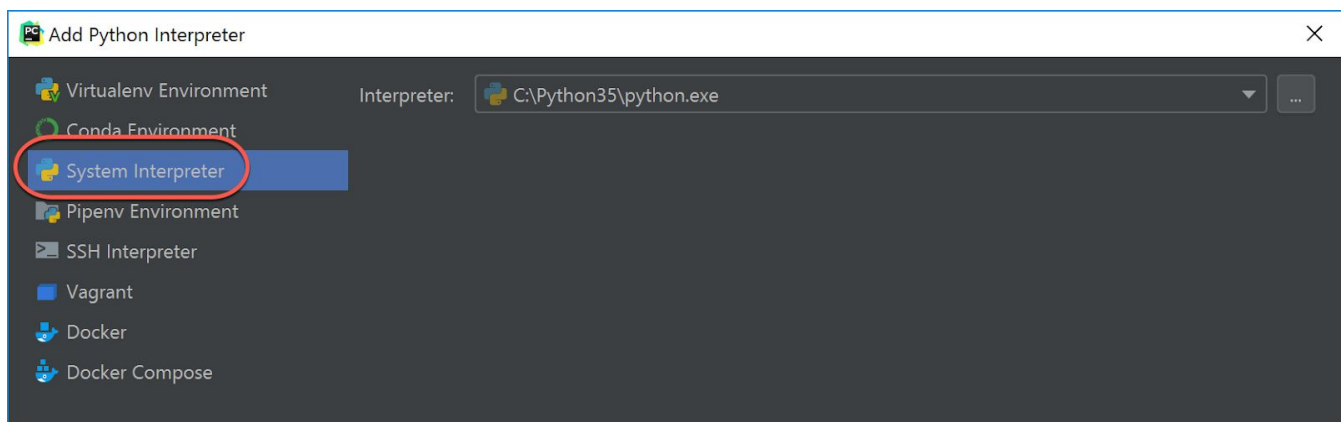 Add Python Interpreter
Virtualenv Environment
Conda Environment
System Interpreter
Pipenv Environment
SSH Interpreter
Vagrant
Docker
Docker Compose
Interpreter: C:\Python35\python.exe ...